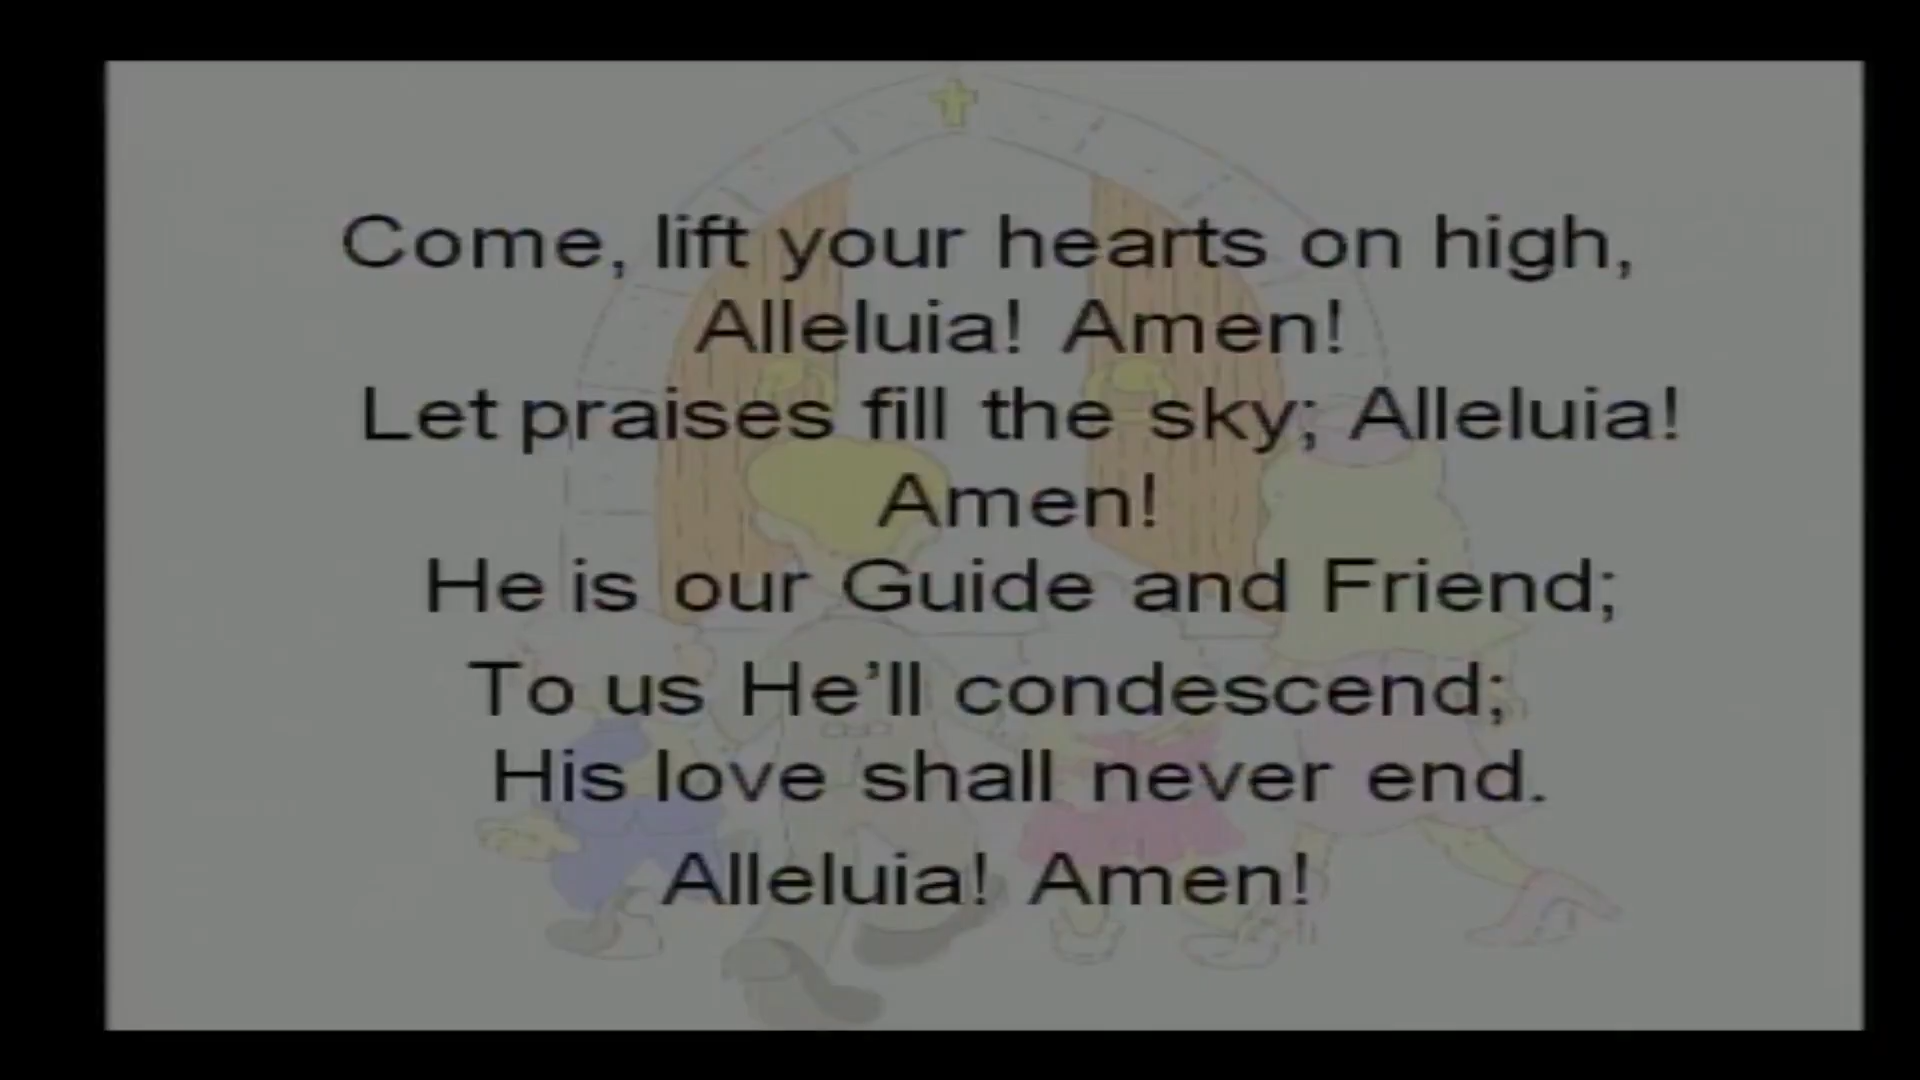 Come, lift your hearts on high,
Alleluia! Amen!
Let praises fill the sky; Alleluia!
Amen!
He is our Guide and Friend;
To us He’ll condescend;
His love shall never end.
Alleluia! Amen!